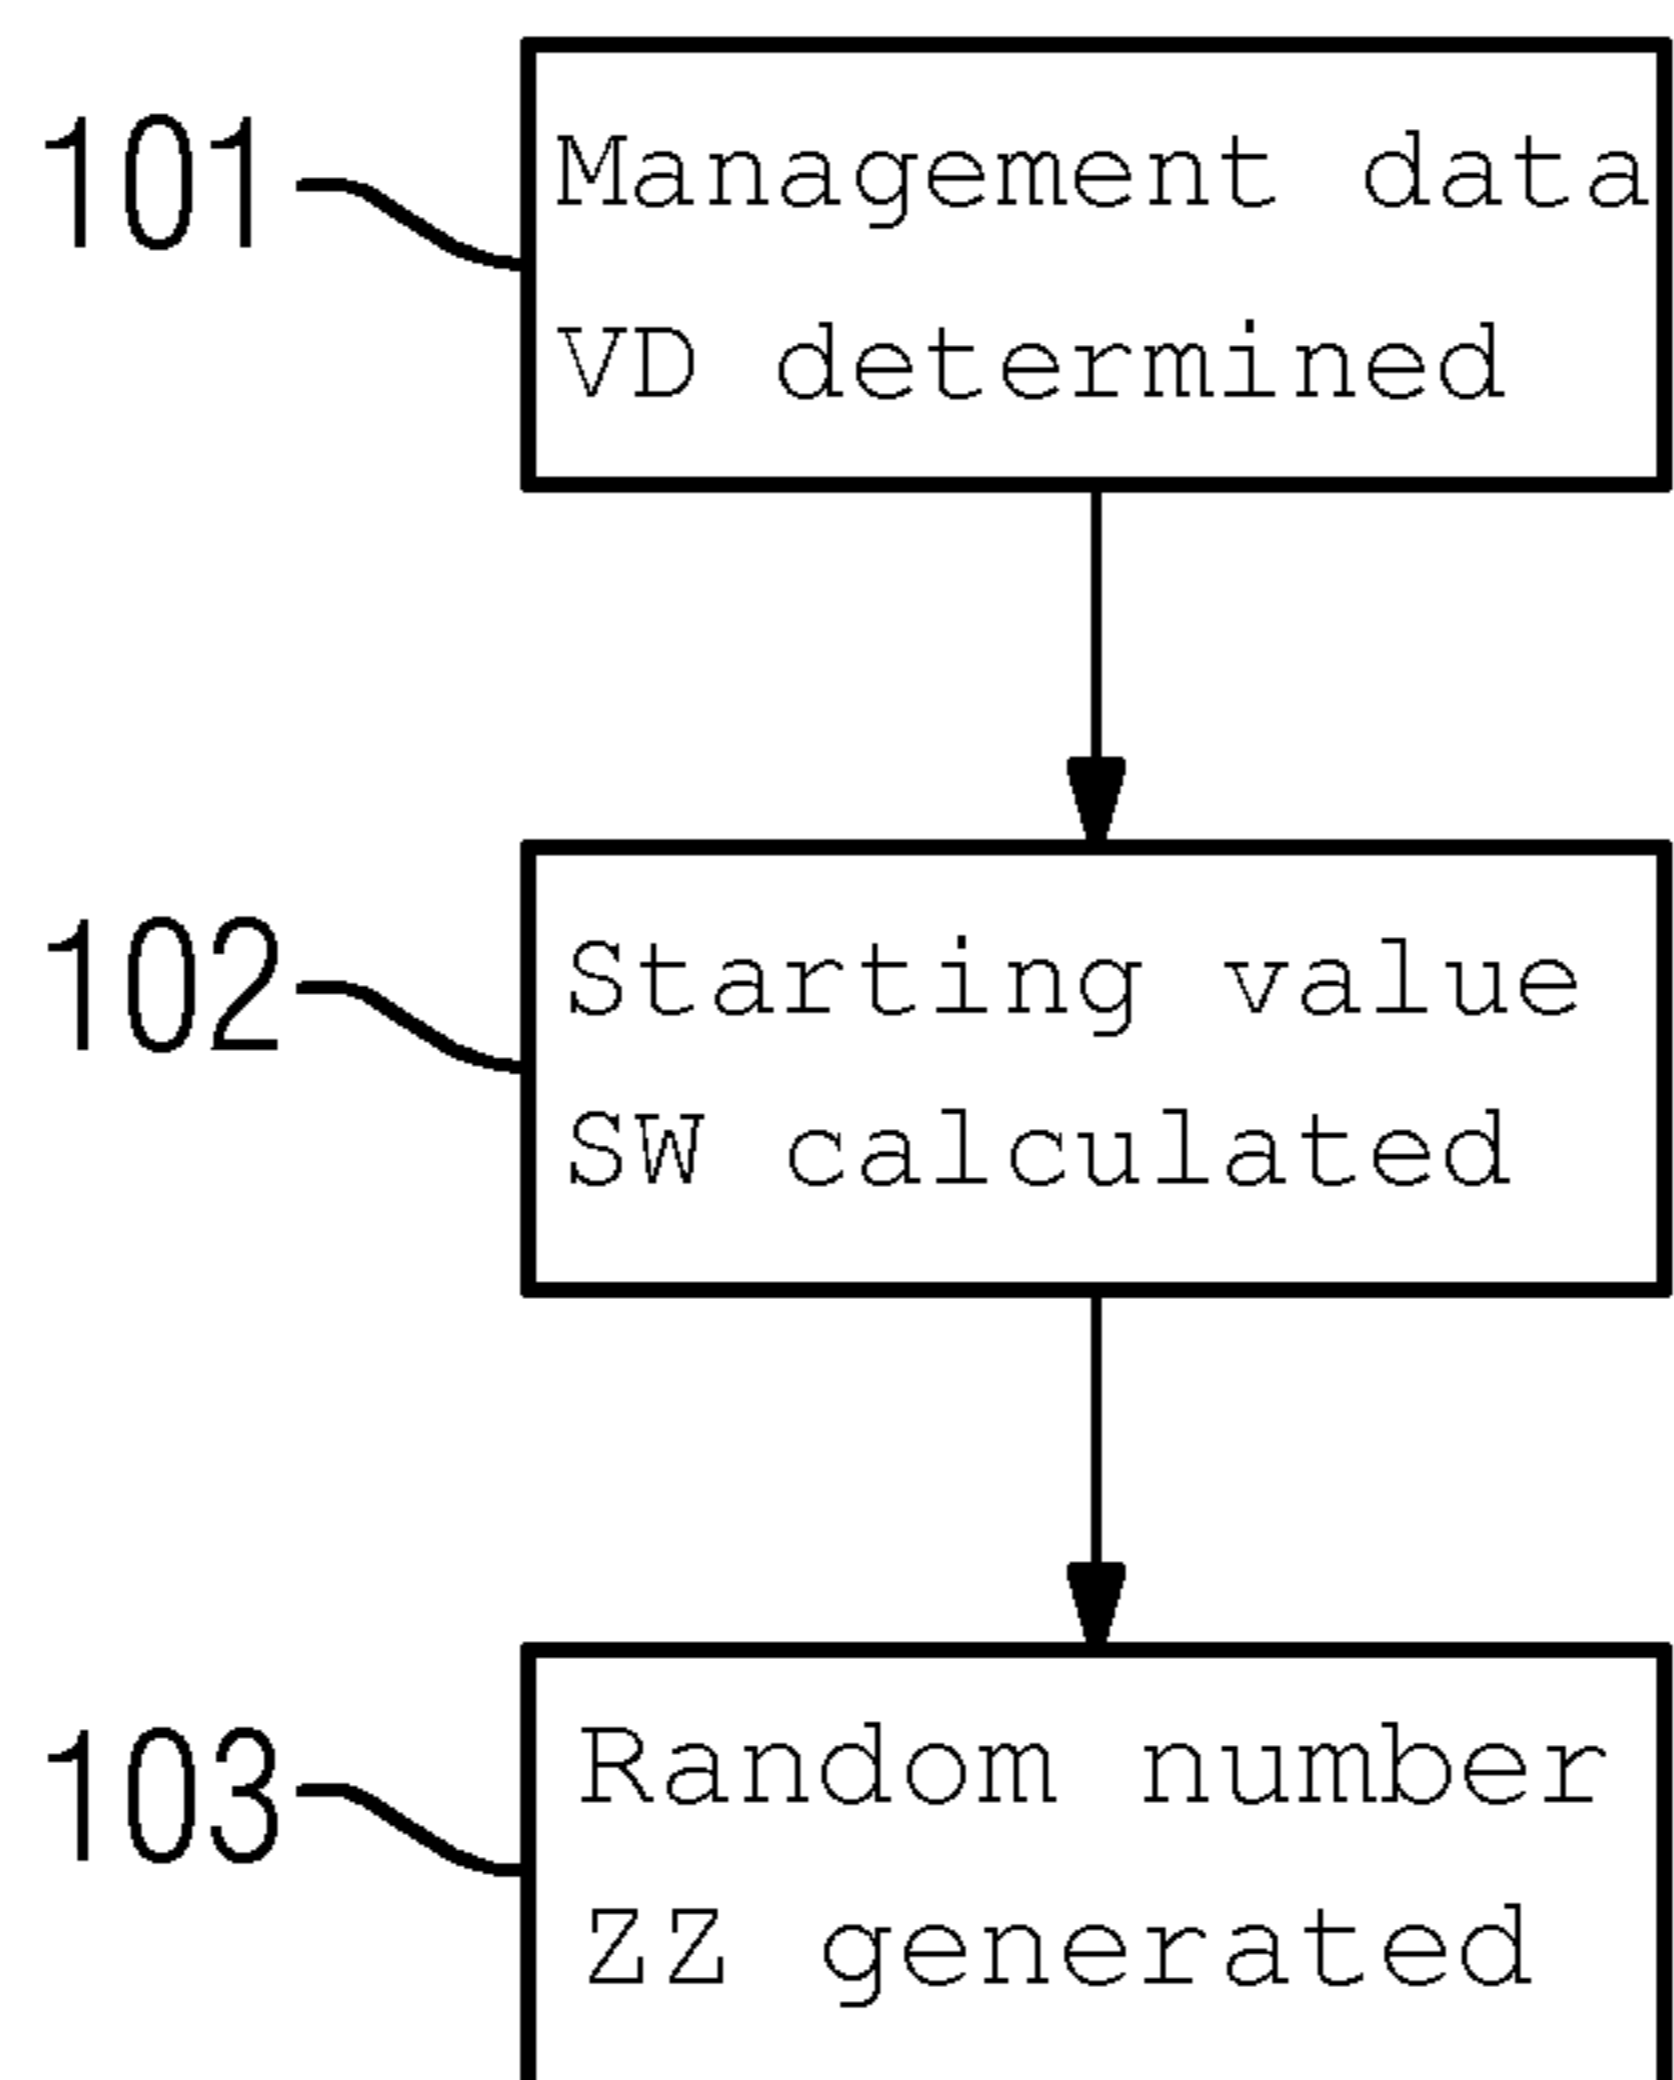 101
Management data
VD determined
102
Starting value
SW calculated
103
Random number
ZZ generated